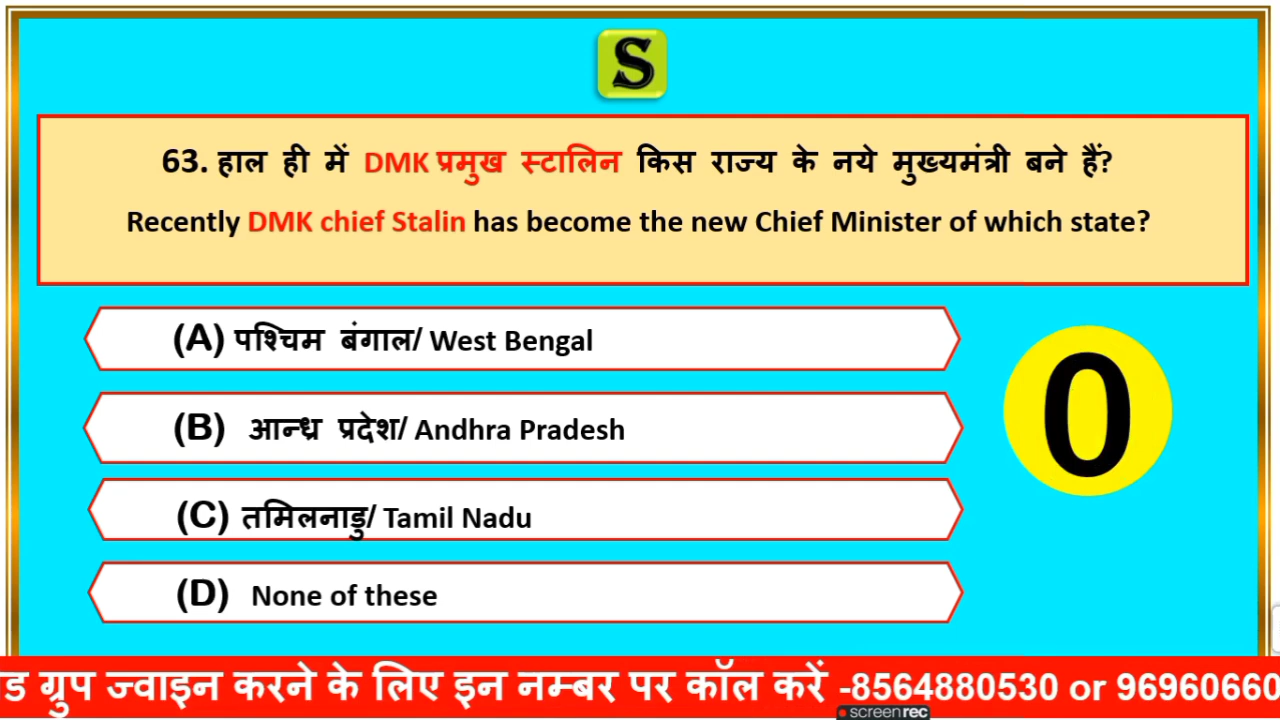 S
63. हाल ही में DMK प्रमुख स्टालिन किस राज्य के नये मुख्यमंत्री बने हैं?
Recently DMK chief Stalin has become the new Chief Minister of which state?
(A) पश्चिम बंगाल/ West Bengal
(B) आन्ध्र प्रदेश/ Andhra Pradesh
0
(C) तमिलनाडु/ Tamil Nadu
(D) None of these
ड ग्रुप ज्वाइन करने के लिए इन नम्बर पर कॉल करें -8564880530 or 96960660
screenrec